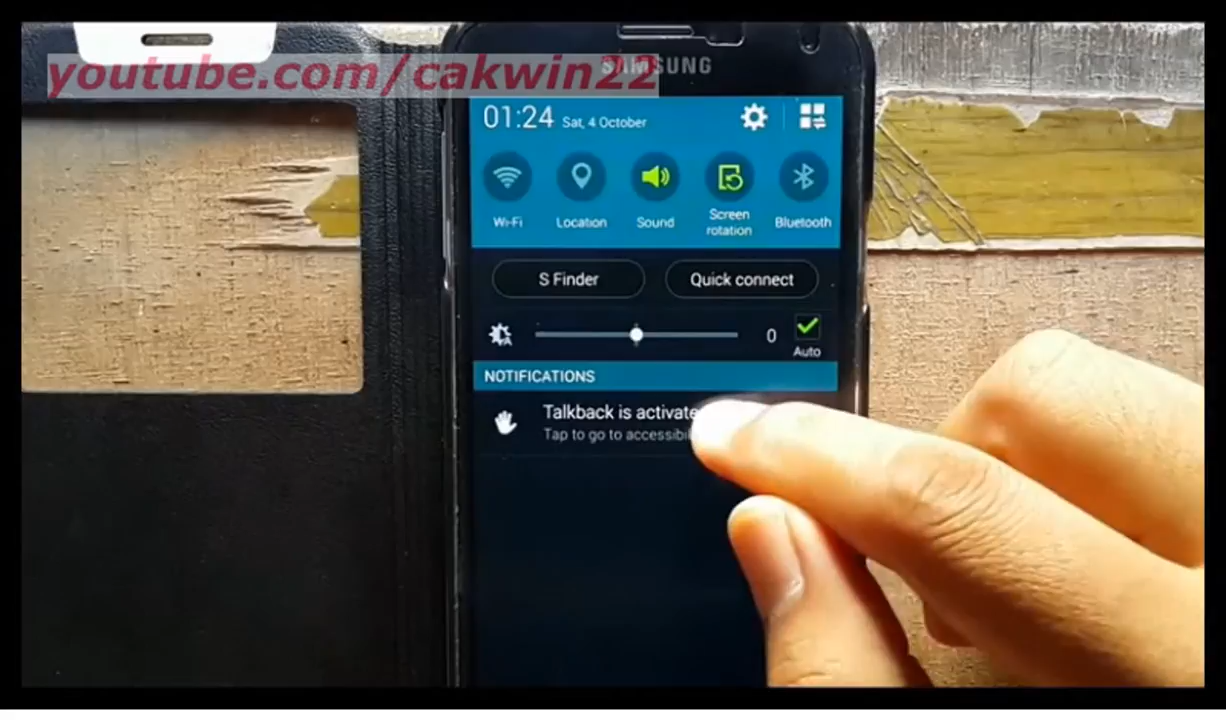 youtube.com/cakwin22
SAMSUNG
01:24 Sat, 4 October
Wi-Fi
Location
Sound
Screen
rotation
Bluetooth
S Finder
Quick connect
0
Auto
NOTIFICATIONS
Talkback is activate
Tap to go to accessibi